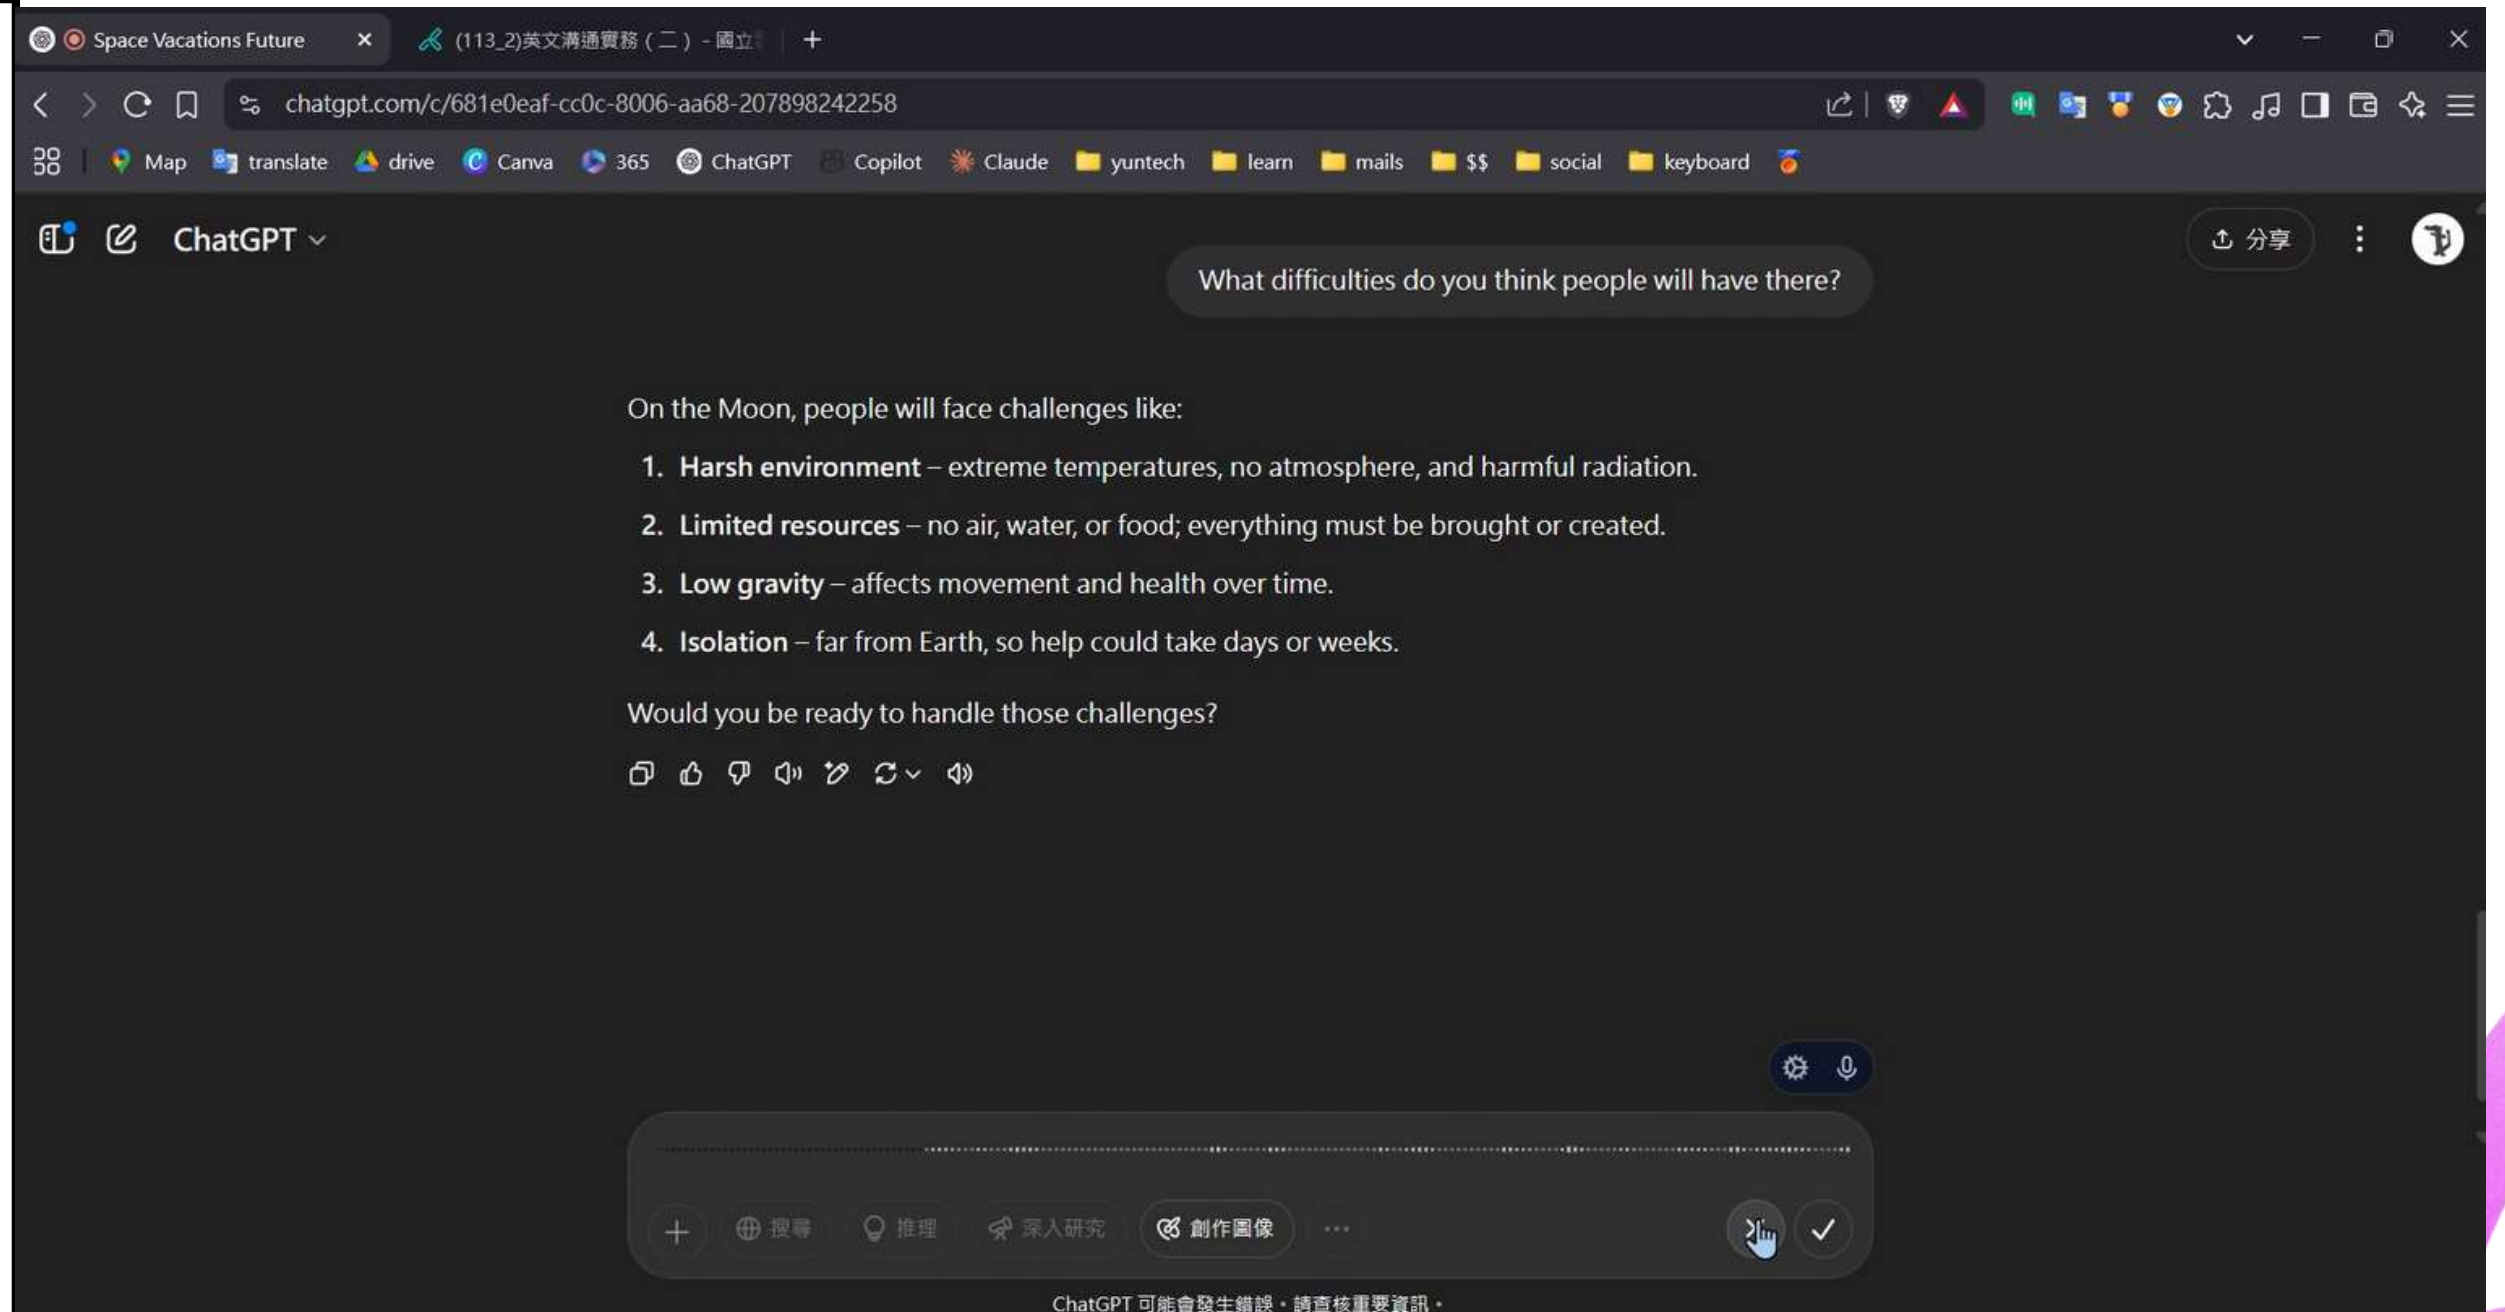 Space Vacations Future
(113_2)英文溝通實務(二) - 國立
chatgpt.com/c/681e0eaf-cc0c-8006-aa68-207898242258
Map translate drive Canva 365 ChatGPT Copilot Claude yuntech learn mails $$ social keyboard
ChatGPT
分享
What difficulties do you think people will have there?
On the Moon, people will face challenges like:
1. Harsh environment – extreme temperatures, no atmosphere, and harmful radiation.
2. Limited resources – no air, water, or food; everything must be brought or created.
3. Low gravity – affects movement and health over time.
4. Isolation – far from Earth, so help could take days or weeks.
Would you be ready to handle those challenges?
搜尋 推理 深入研究 創作圖像
ChatGPT 可能會發生錯誤。請查核重要資訊。